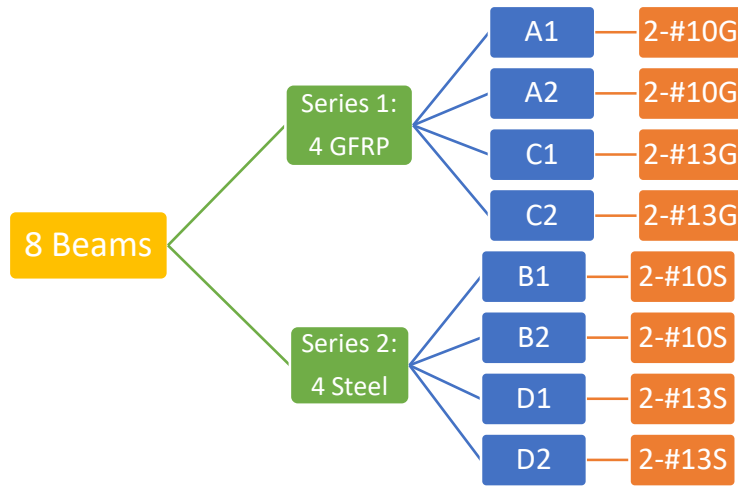 8 Beams
Series 1:
4 GFRP
A1
2-#10G
A2
2-#10G
C1
2-#13G
C2
2-#13G
Series 2:
4 Steel
B1
2-#10S
B2
2-#10S
D1
2-#13S
D2
2-#13S